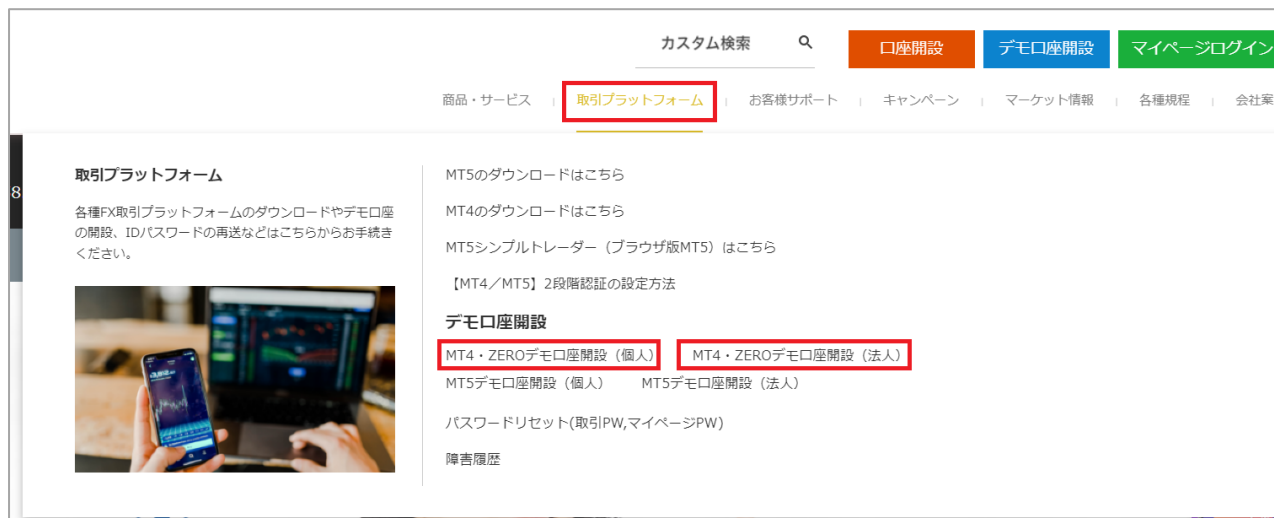 カスタム検索
口座開設
デモ口座開設
マイページログイン
商品・サービス
取引プラットフォーム
お客様サポート
キャンペーン
マーケット情報
各種規程
会社案
8
取引プラットフォーム
各種FX取引プラットフォームのダウンロードやデモ口座
の開設、IDパスワードの再送などはこちらからお手続き
ください。
MT5のダウンロードはこちら
MT4のダウンロードはこちら
MT5シンプルトレーダー（ブラウザ版MT5）はこちら
【MT4／MT5】2段階認証の設定方法
デモ口座開設
MT4・ZEROデモ口座開設（個人） MT4・ZEROデモ口座開設（法人）
MT5デモ口座開設（個人） MT5デモ口座開設（法人）
パスワードリセット(取引PW,マイページPW)
障害履歴